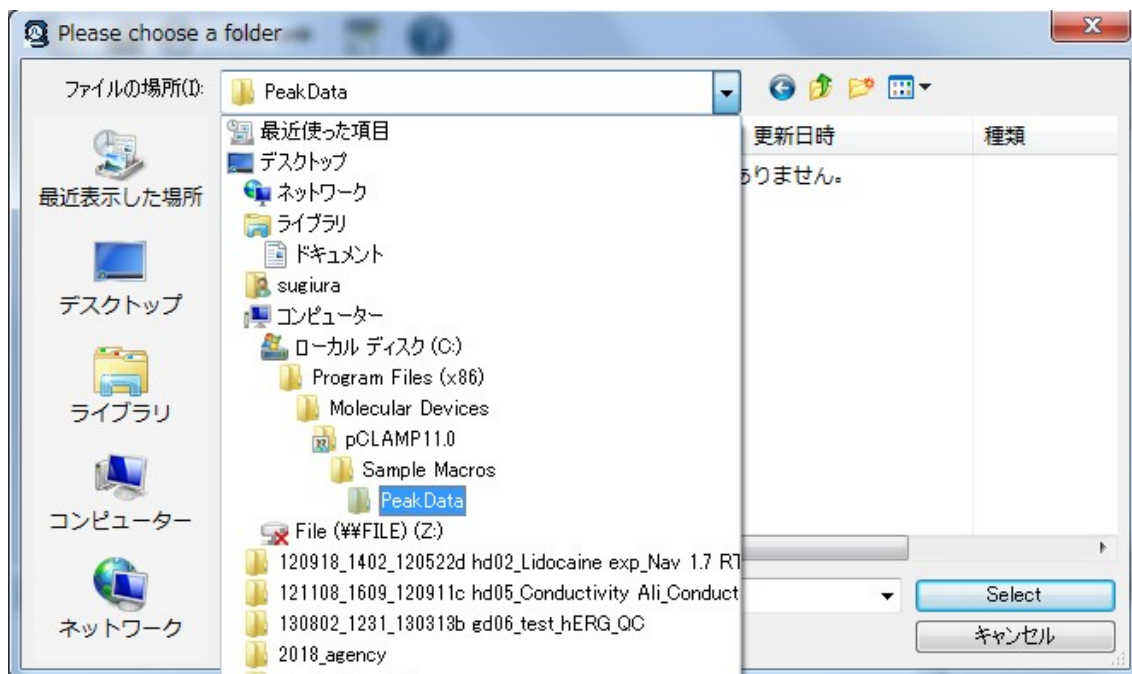 Please choose a folder
ファイルの場所(I):
PeakData
最近表示した場所
デスクトップ
ライブラリ
コンピューター
ネットワーク
最近使った項目
デスクトップ
ネットワーク
ライブラリ
ドキュメント
sugiura
コンピューター
ローカル ディスク (C:)
Program Files (x86)
Molecular Devices
pCLAMP11.0
Sample Macros
PeakData
File (¥¥FILE) (Z:)
120918_1402_120522d hd02_Lidocaine exp_Nav 1.7 RT
121108_1609_120911c hd05_Conductivity Ali_Conduct
130802_1231_130313b gd06_test_hERG_QC
2018_agency
更新日時
種類
ありません。
Select
キャンセル